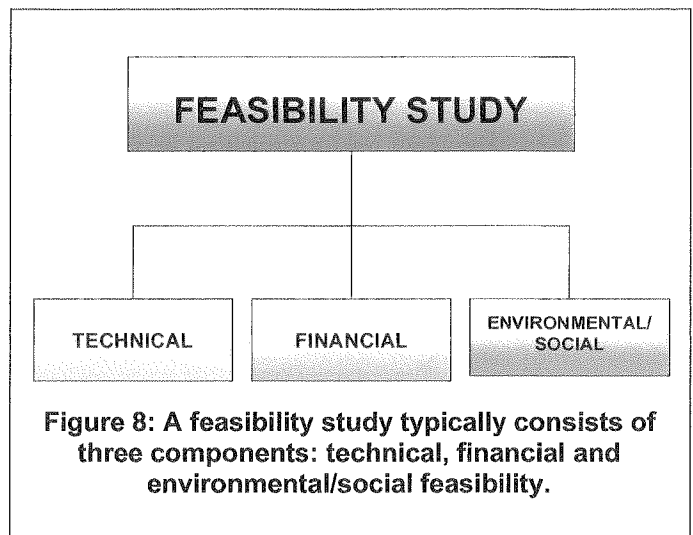 FEASIBILITY STUDY
TECHNICAL
FINANCIAL
ENVIRONMENTAL/
SOCIAL
Figure 8: A feasibility study typically consists of
three components: technical, financial and
environmental/social feasibility.